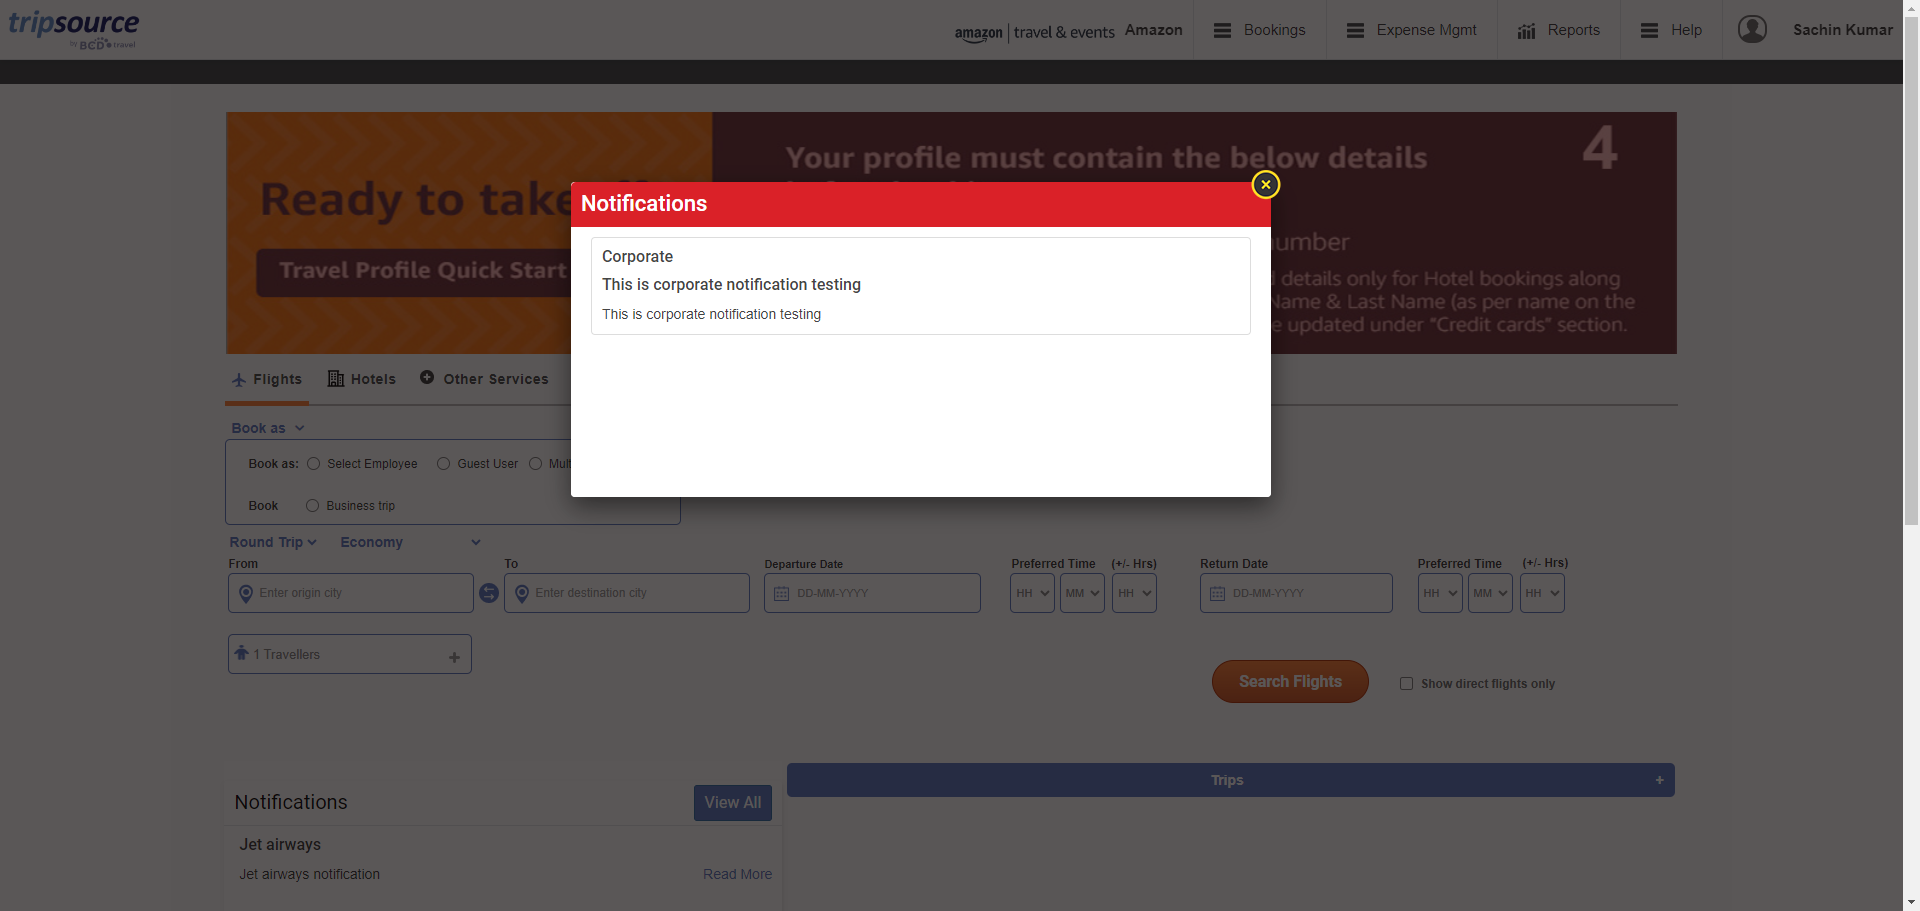 tripsource
by BCD travel
amazon | travel & events Amazon
Bookings
Expense Mgmt
Reports
Help
Sachin Kumar
Ready to take
Travel Profile Quick Start
Your profile must contain the below details
4
umber
details only for Hotel bookings along
Name & Last Name (as per name on the
e updated under "Credit cards" section.
Notifications
Corporate
This is corporate notification testing
This is corporate notification testing
Flights
Hotels
Other Services
Book as
Book as: Select Employee Guest User Mult
Book Business trip
Round Trip Economy
From
To
Departure Date
Preferred Time (+/- Hrs)
Return Date
Preferred Time (+/- Hrs)
Enter origin city
Enter destination city
DD-MM-YYYY
HH MM HH
DD-MM-YYYY
HH MM HH
1 Travellers
Search Flights
Show direct flights only
Trips
Notifications
View All
Jet airways
Jet airways notification
Read More